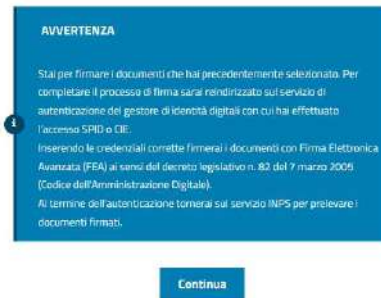 AVVERTENZA
Stai per firmare i documenti che hai precedentemente selezionato. Per
completare il processo di firma sarai reindirizzato sul servizio di
autenticazione del gestore di identità digitali con cui hai effettuato
l'accesso SPID o CIE.
Inserendo le credenziali corrette firmerai i documenti con Firma Elettronica
Avanzata (FEA) ai sensi del decreto legislativo n. 82 del 7 marzo 2005
(Codice dell'Amministrazione Digitale).
Al termine dell'autenticazione tornerai sul servizio INPS per prelevare i
documenti firmati.
i
Continua